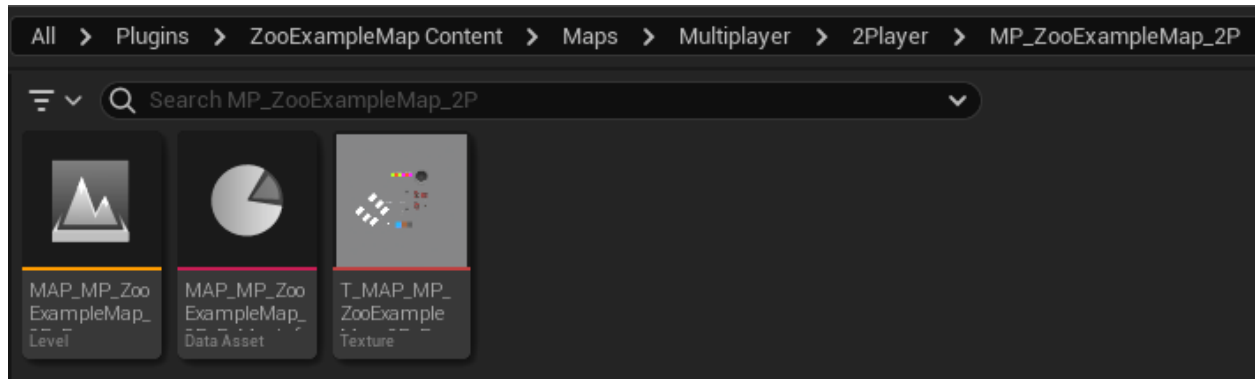 All > Plugins > ZooExampleMap Content > Maps > Multiplayer > 2Player > MP_ZooExampleMap_2P
Search MP_ZooExampleMap_2P
MAP_MP_Zoo
ExampleMap_
Level
MAP_MP_Zoo
ExampleMap_
Data Asset
T_MAP_MP_
ZooExample
Texture